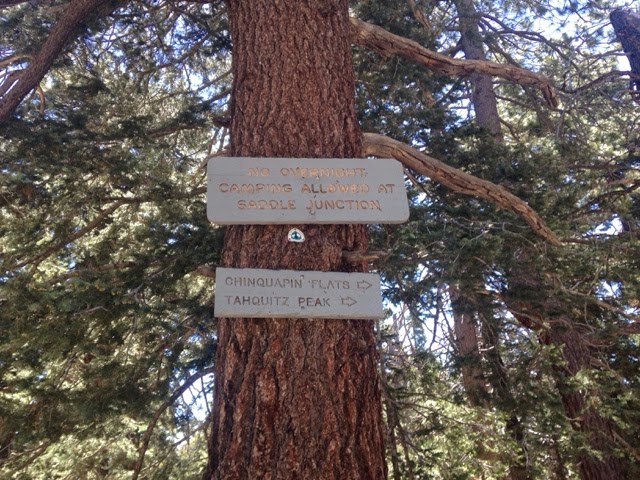 NO OVERNIGHT
CAMPING ALLOWED AT
SADDLE JUNCTION
CHINQUAPIN FLATS ⇨
TAHQUITZ PEAK ⇨